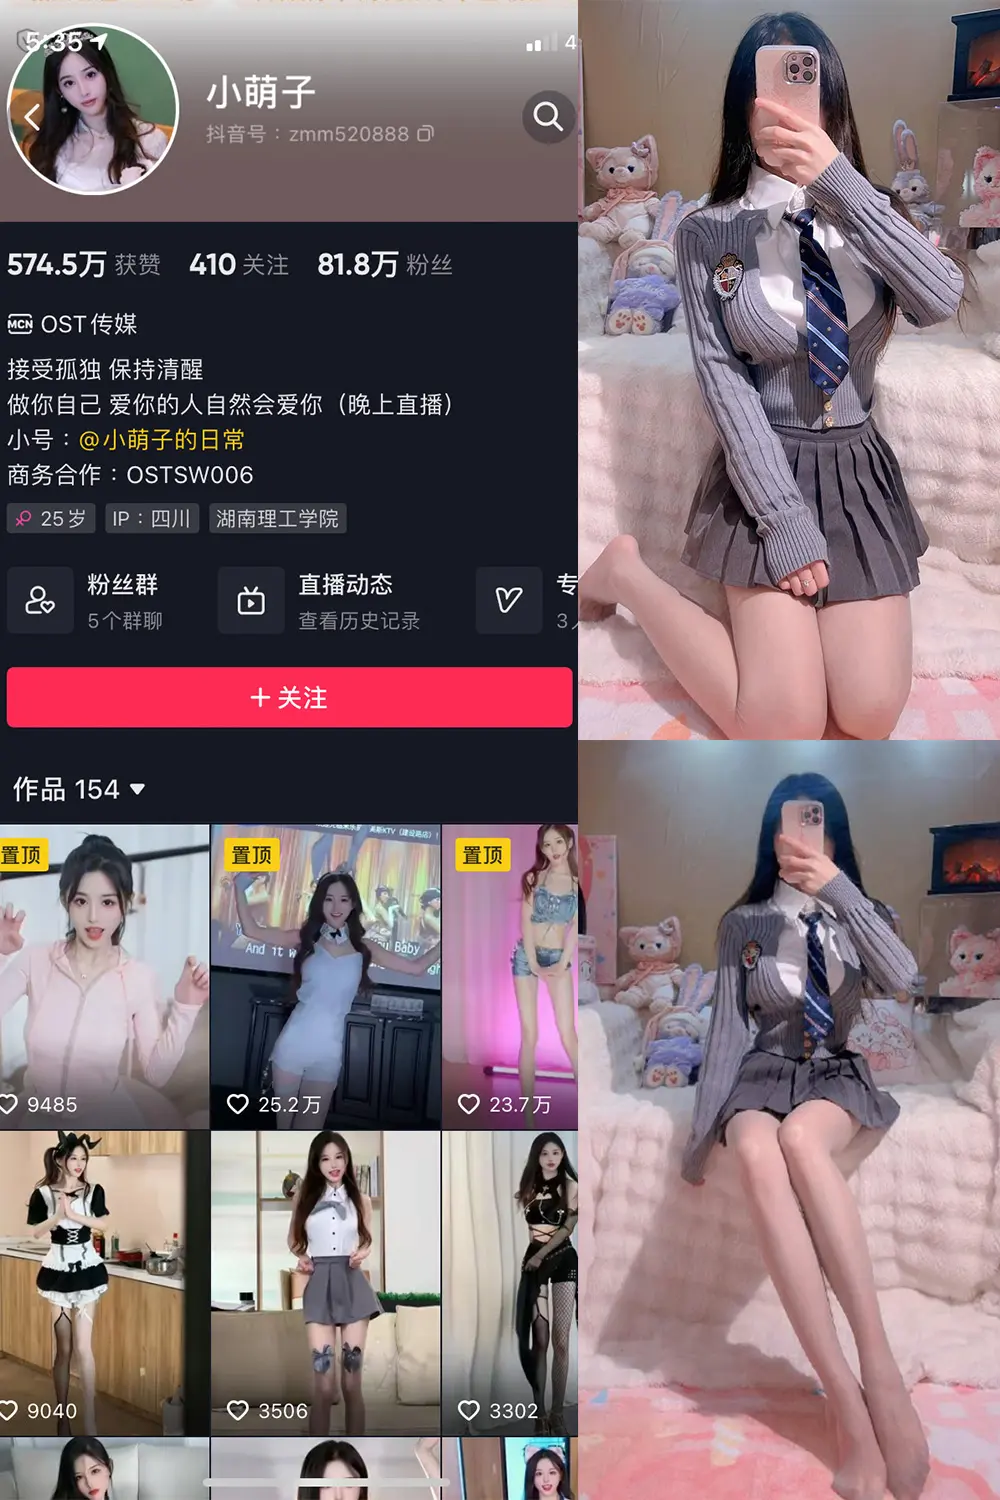 5:35
4
小萌子
抖音号：zmm520888
574.5万 获赞 410 关注 81.8万 粉丝
MCN OST传媒
接受孤独 保持清醒
做你自己 爱你的人自然会爱你（晚上直播）
小号：@小萌子的日常
商务合作：OSTSW006
25岁 IP：四川 湖南理工学院
粉丝群 直播动态 专
5个群聊 查看历史记录 3
+ 关注
作品 154
置顶 置顶 置顶
And it
Baby
9485 25.2万 23.7万
9040 3506 3302